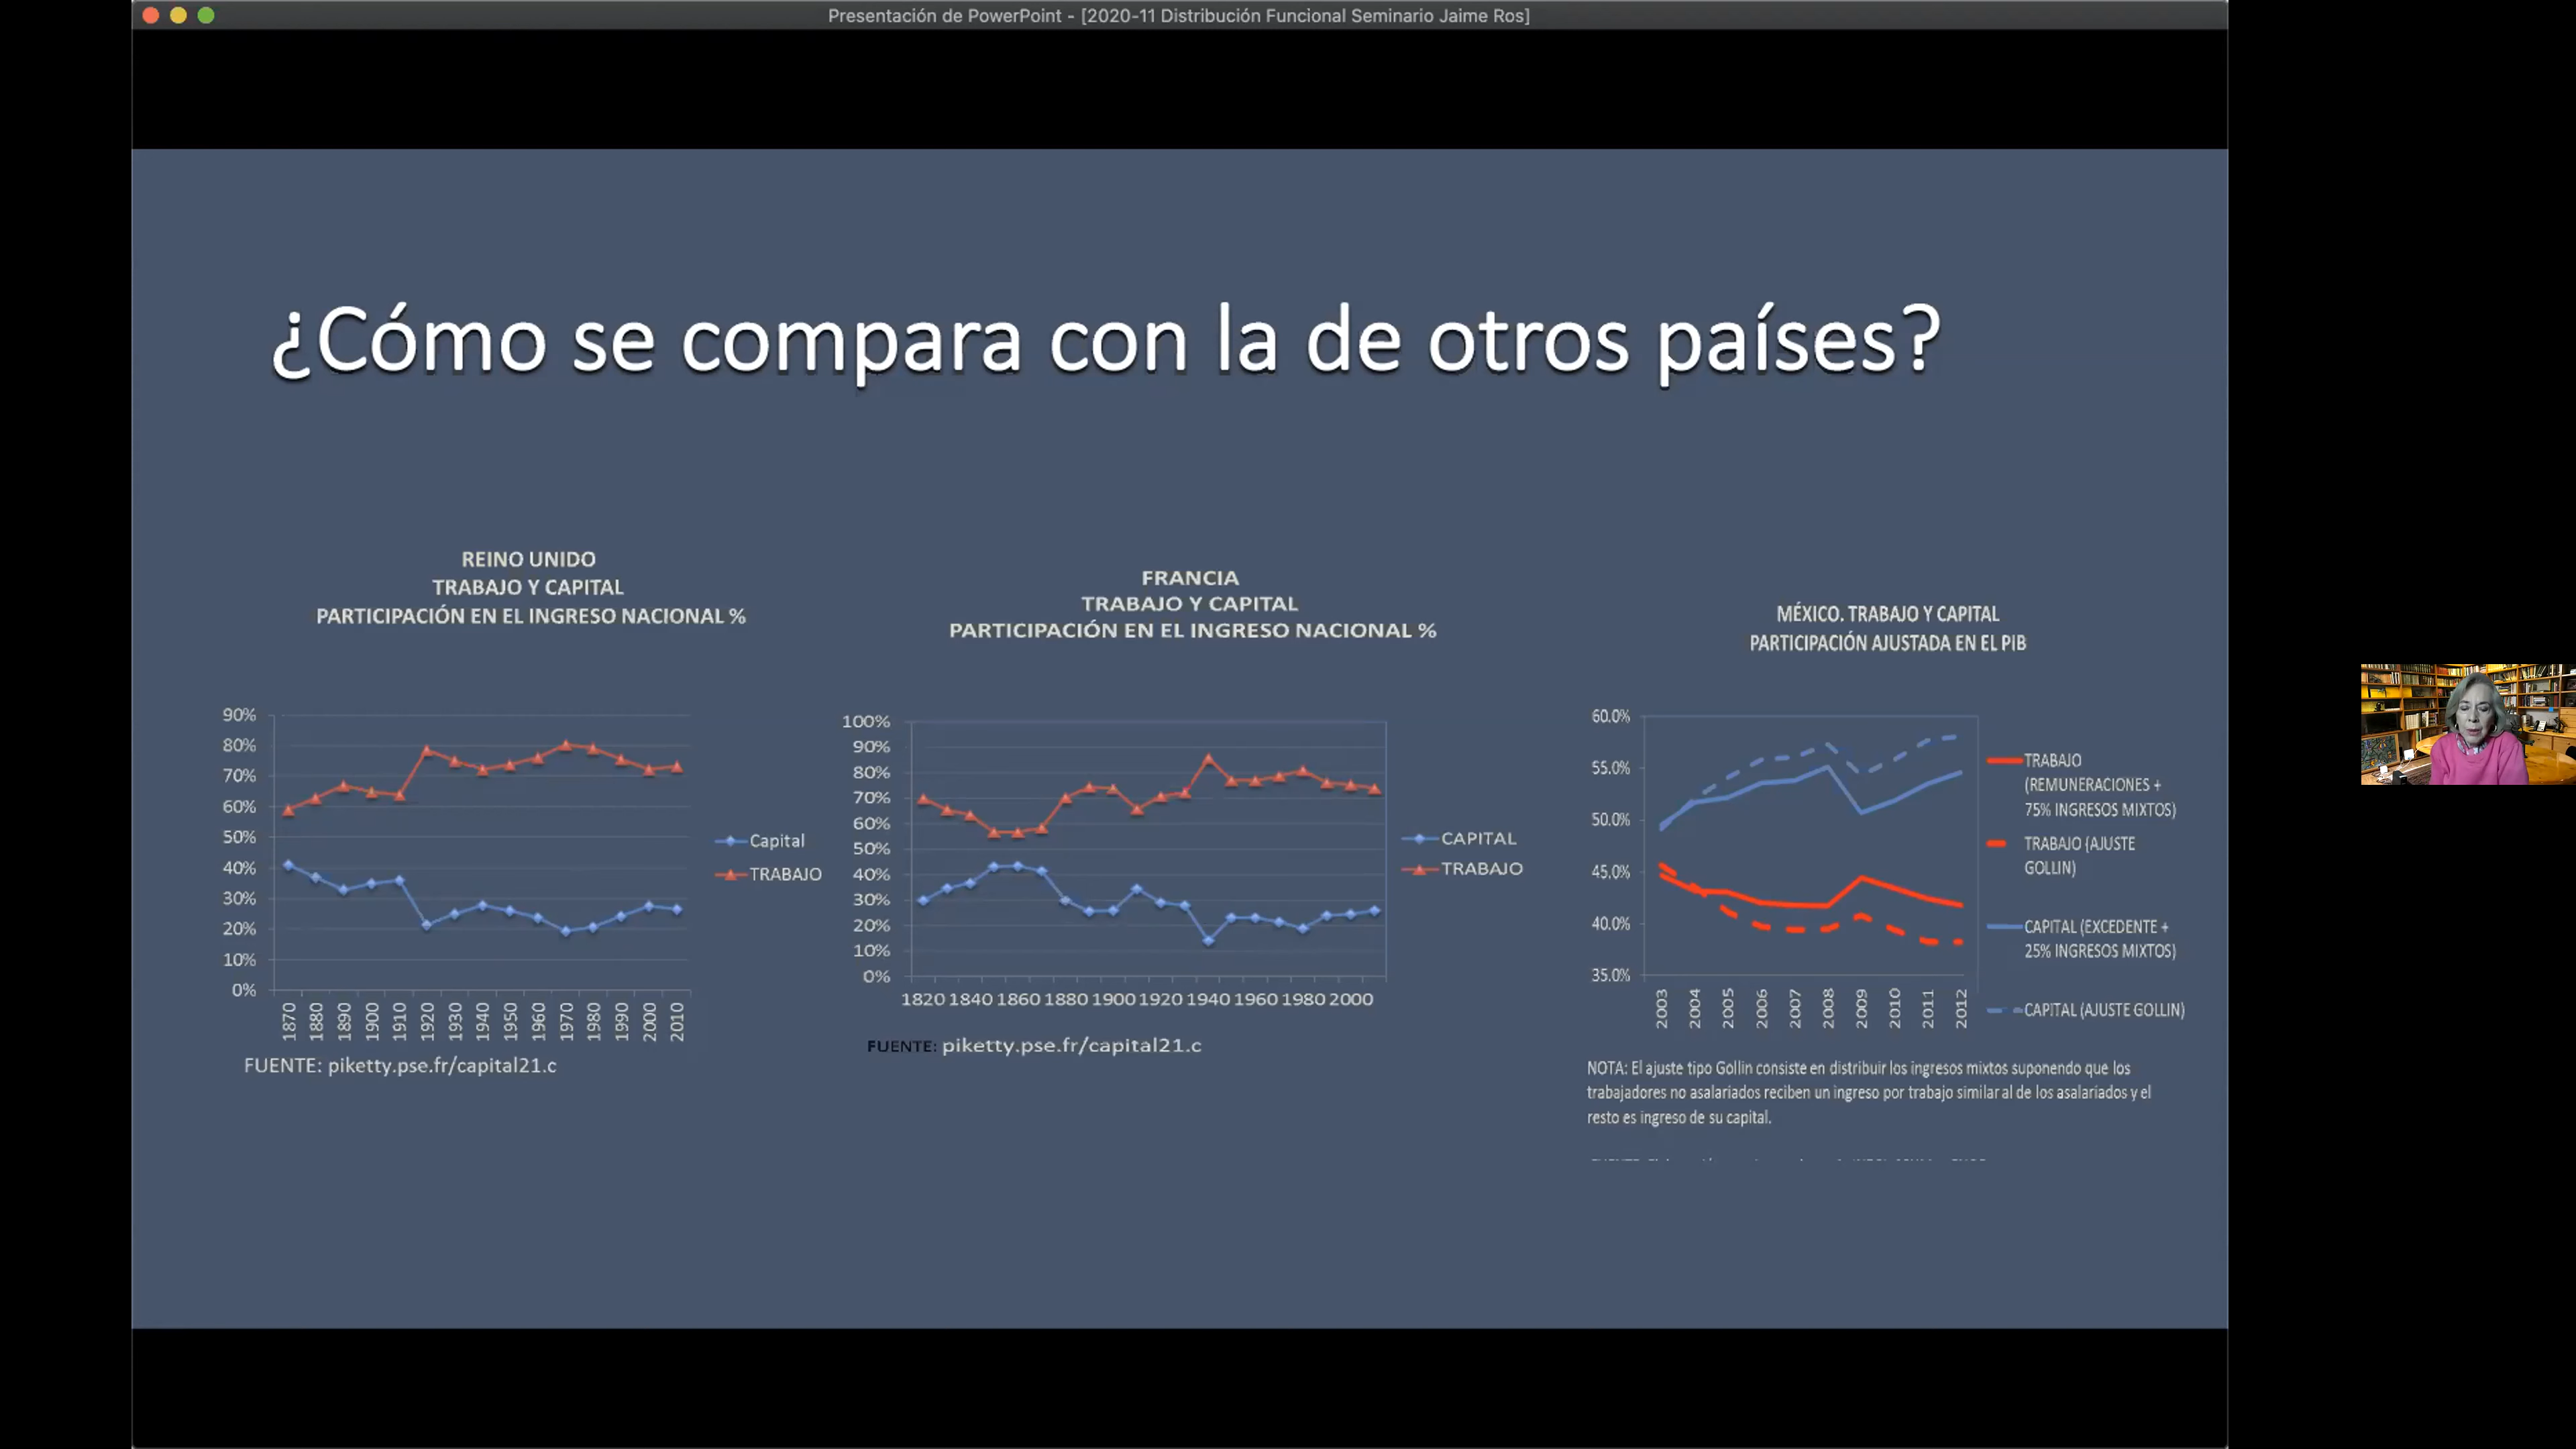 Presentación de PowerPoint - [2020-11 Distribución Funcional Seminario Jaime Ros]
¿Cómo se compara con la de otros países?
REINO UNIDO
TRABAJO Y CAPITAL
PARTICIPACIÓN EN EL INGRESO NACIONAL %
90%
80%
70%
60%
50%
40%
30%
20%
10%
0%
1870
1880
1890
1900
1910
1920
1930
1940
1950
1960
1970
1980
1990
2000
2010
Capital
TRABAJO
FUENTE: piketty.pse.fr/capital21.c
FRANCIA
TRABAJO Y CAPITAL
PARTICIPACIÓN EN EL INGRESO NACIONAL %
100%
90%
80%
70%
60%
50%
40%
30%
20%
10%
0%
1820 1840 1860 1880 1900 1920 1940 1960 1980 2000
CAPITAL
TRABAJO
FUENTE: piketty.pse.fr/capital21.c
MÉXICO. TRABAJO Y CAPITAL
PARTICIPACIÓN AJUSTADA EN EL PIB
60.0%
55.0%
50.0%
45.0%
40.0%
35.0%
2003
2004
2005
2006
2007
2008
2009
2010
2011
2012
TRABAJO
(REMUNERACIONES +
75% INGRESOS MIXTOS)
TRABAJO (AJUSTE
GOLLIN)
CAPITAL (EXCEDENTE +
25% INGRESOS MIXTOS)
CAPITAL (AJUSTE GOLLIN)
NOTA: El ajuste tipo Gollin consiste en distribuir los ingresos mixtos suponendo que los
trabajadores no asalariados reciben un ingreso por trabajo similar al de los asalariados y el
resto es ingreso de su capital.